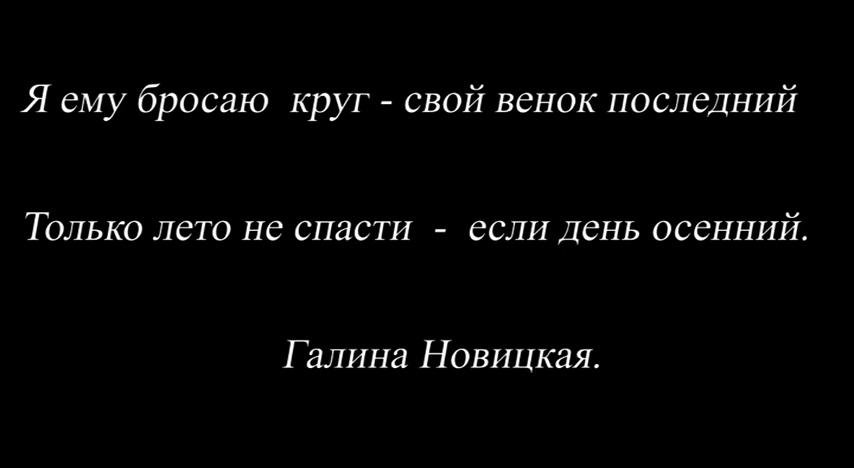 Я ему бросаю круг - свой венок последний
Только лето не спасти - если день осенний.
Галина Новицкая.